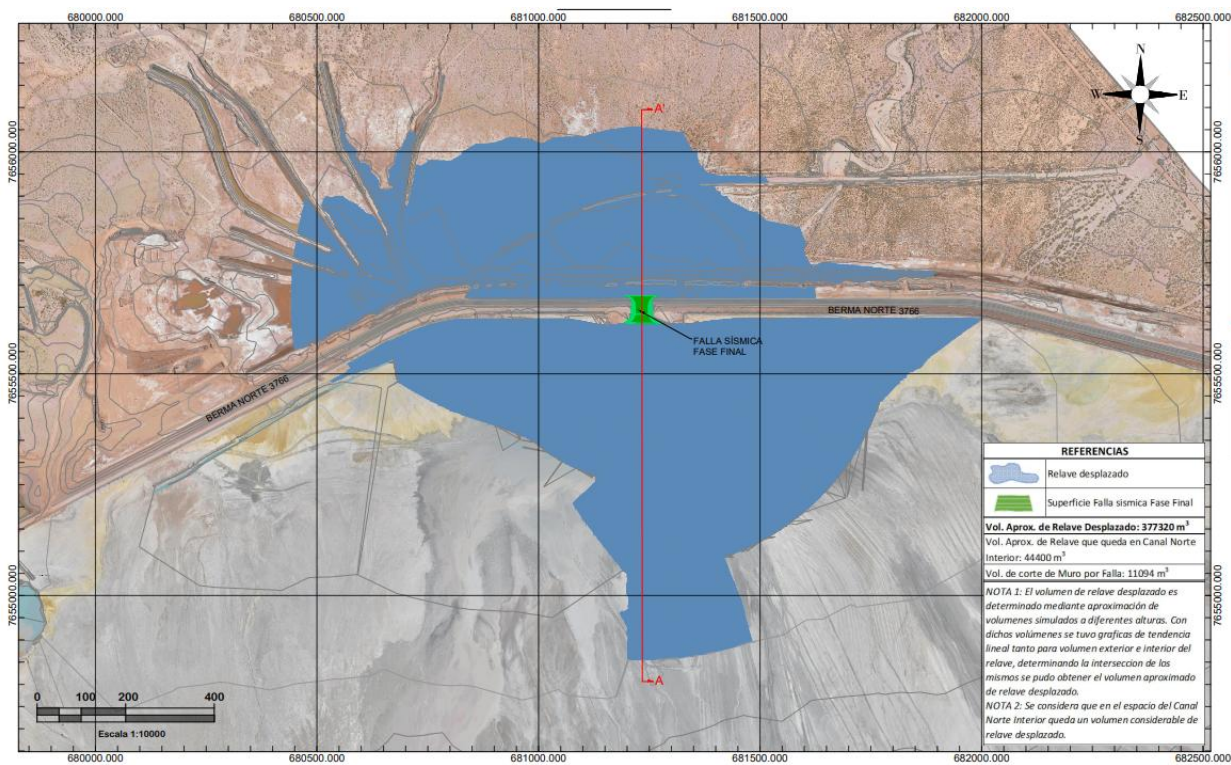 680000.000 680500.000 681000.000 681500.000 682000.000 682500.000
7656000.000
7655500.000
7655000.000
N
W E
S
A'
BERMA NORTE 3766
FALLA SÍSMICA
FASE FINAL
BERMA NORTE 3766
A
REFERENCIAS
Relave desplazado
Superficie Falla sismica Fase Final
Vol. Aprox. de Relave Desplazado: 377320 m³
Vol. Aprox. de Relave que queda en Canal Norte
Interior: 44400 m³
Vol. de corte de Muro por Falla: 11094 m³
NOTA 1: El volumen de relave desplazado es
determinado mediante aproximación de
volumenes simulados a diferentes alturas. Con
dichos volúmenes se tuvo graficas de tendencia
lineal tanto para volumen exterior e interior del
relave, determinando la interseccion de los
mismos se pudo obtener el volumen aproximado
de relave desplazado.
NOTA 2: Se considera que en el espacio del Canal
Norte Interior queda un volumen considerable de
relave desplazado.
0 100 200 400
Escala 1:10000
7656000.000
7655500.000
7655000.000
680000.000 680500.000 681000.000 681500.000 682000.000 682500.000